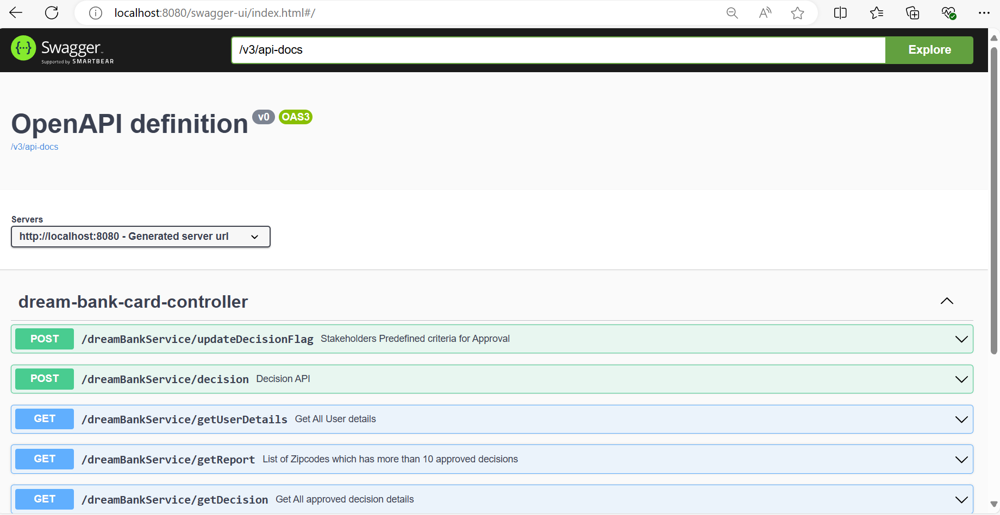 localhost:8080/swagger-ui/index.html#/
Swagger
Supported by SMARTBEAR
/v3/api-docs
Explore
OpenAPI definition v0 OAS3
/v3/api-docs
Servers
http://localhost:8080 - Generated server url
dream-bank-card-controller
POST /dreamBankService/updateDecisionFlag Stakeholders Predefined criteria for Approval
POST /dreamBankService/decision Decision API
GET /dreamBankService/getUserDetails Get All User details
GET /dreamBankService/getReport List of Zipcodes which has more than 10 approved decisions
GET /dreamBankService/getDecision Get All approved decision details